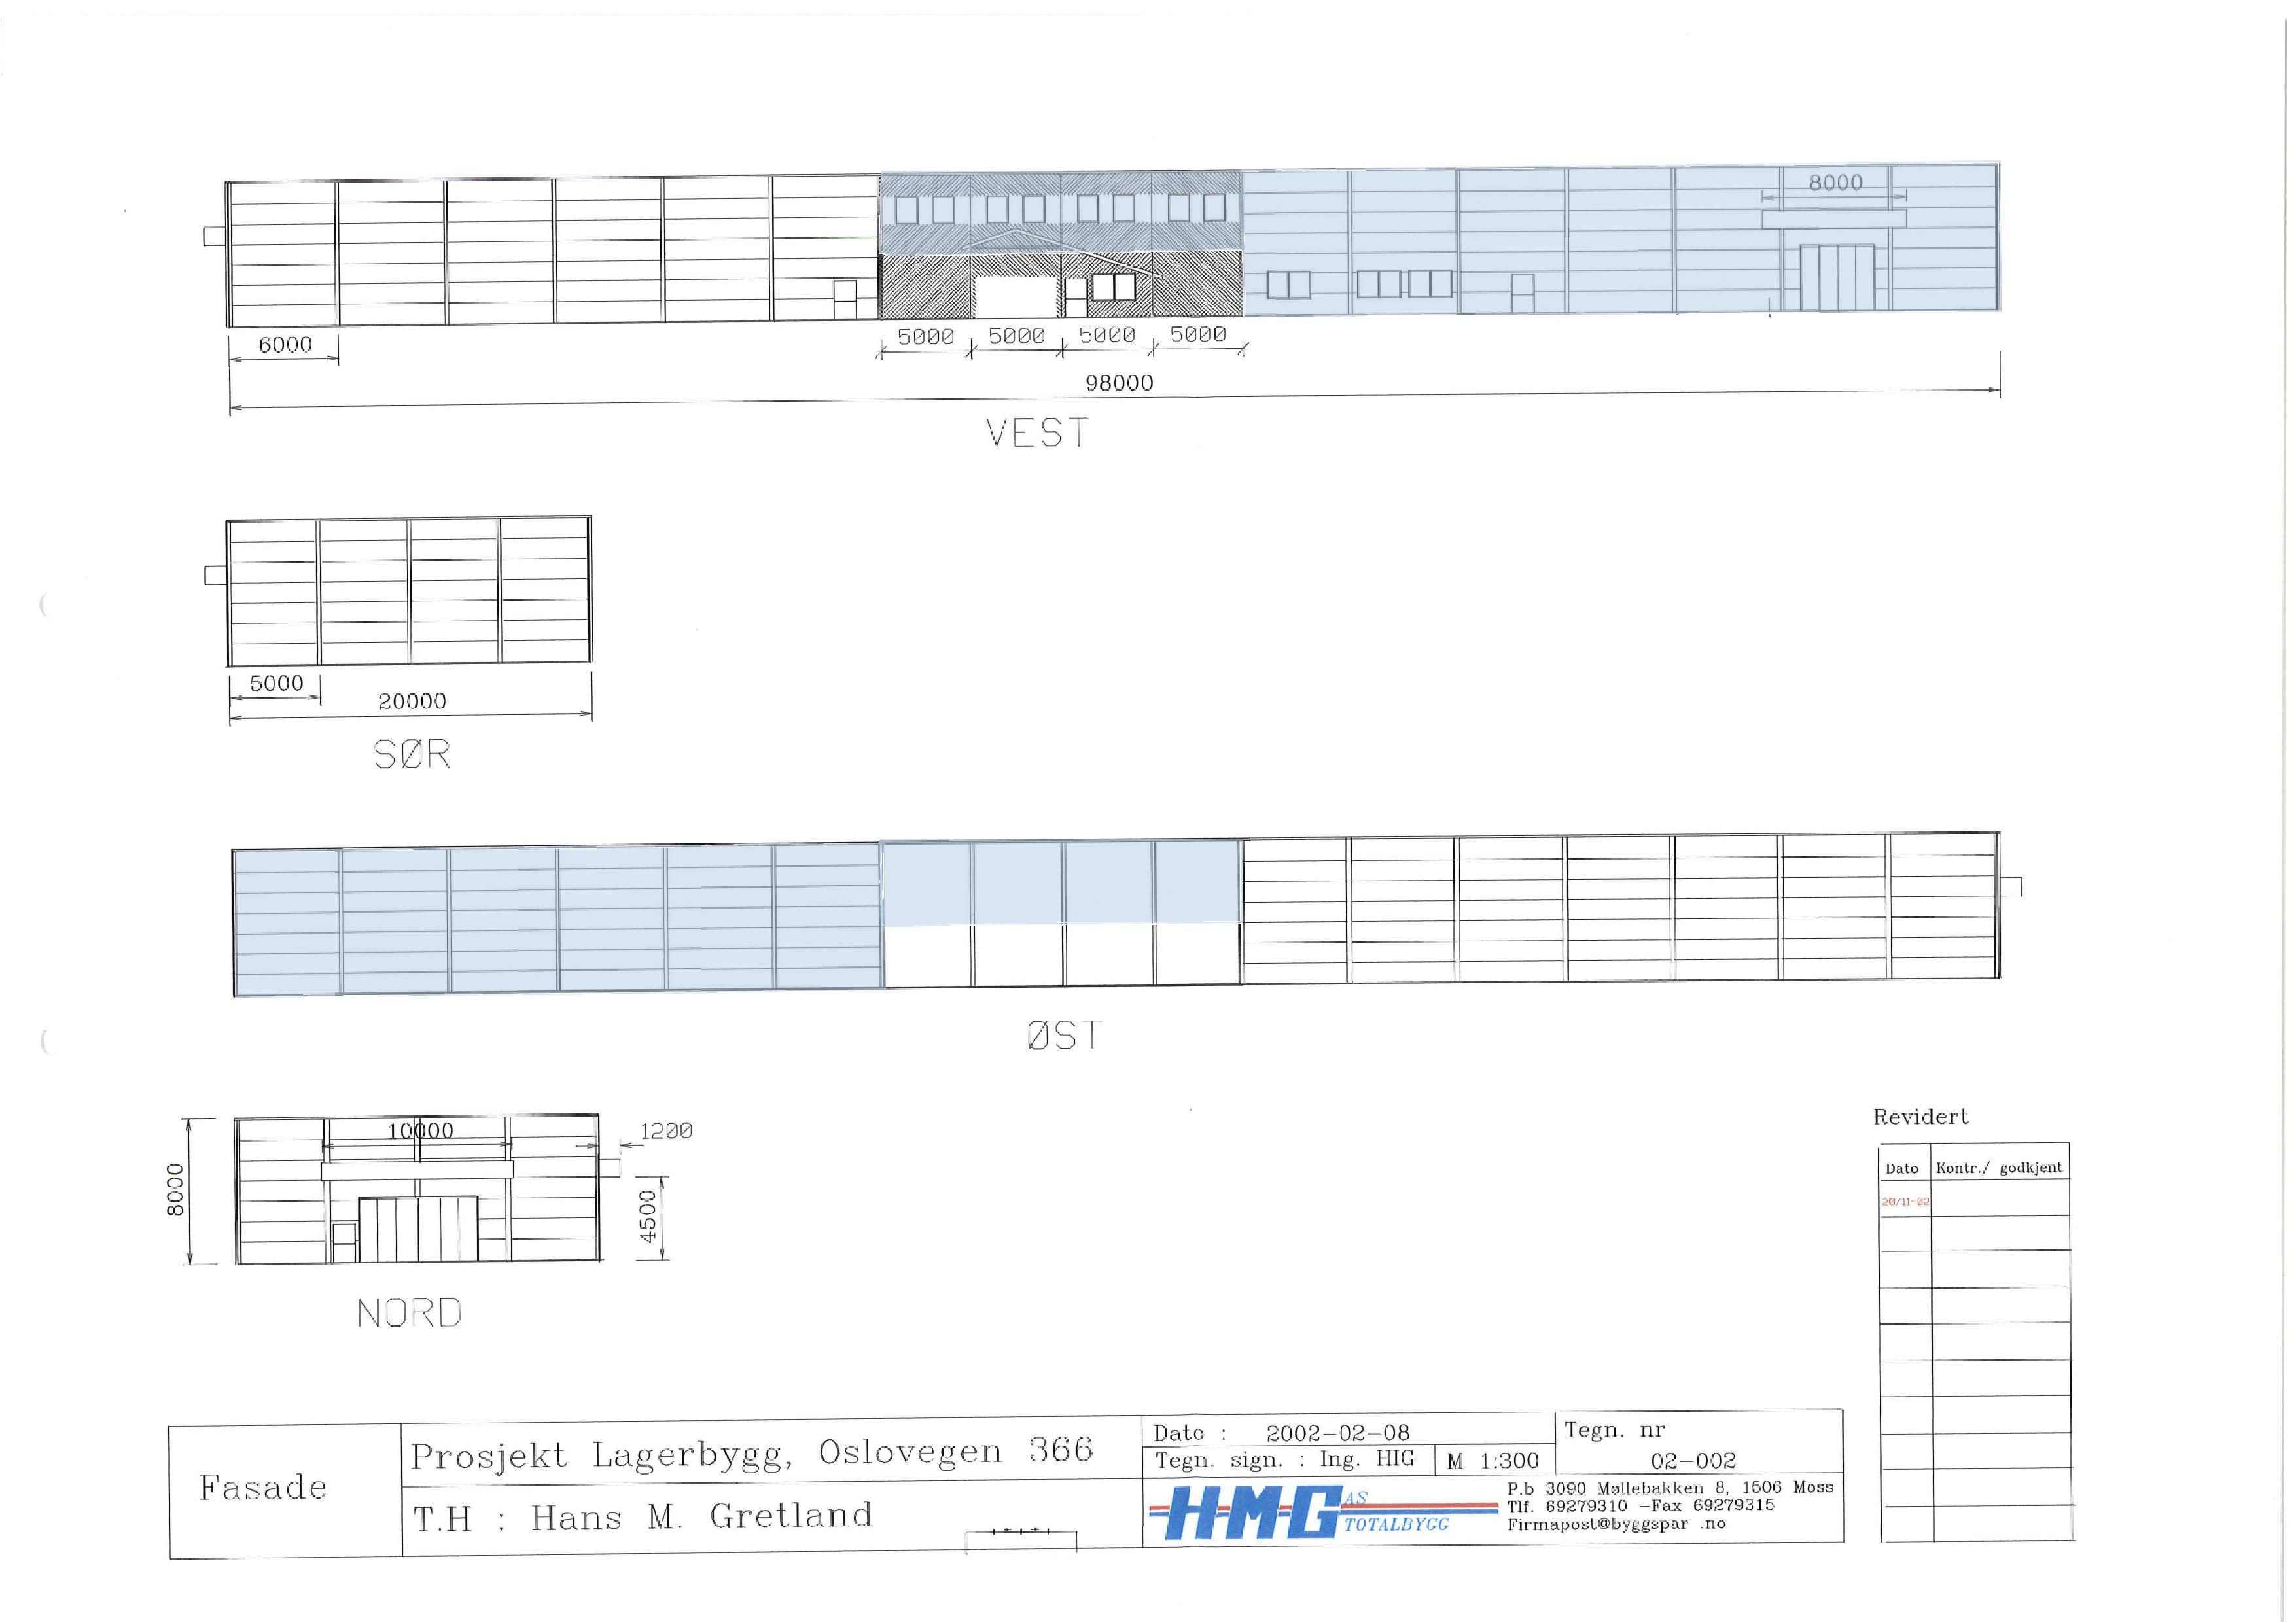 8000
6000
5000 5000 5000 5000
98000
VEST
5000
20000
SØR
ØST
10000
1200
8000
4500
NORD
Revidert
Dato Kontr./ godkjent
20/11-02
Fasade
Prosjekt Lagerbygg, Oslovegen 366
T.H : Hans M. Gretland
Dato : 2002-02-08
Tegn. sign. : Ing. HIG M 1:300
Tegn. nr
02-002
H-M-G AS
TOTALBYGG
P.b 3090 Møllebakken 8, 1506 Moss
Tlf. 69279310 -Fax 69279315
Firmapost@byggspar .no